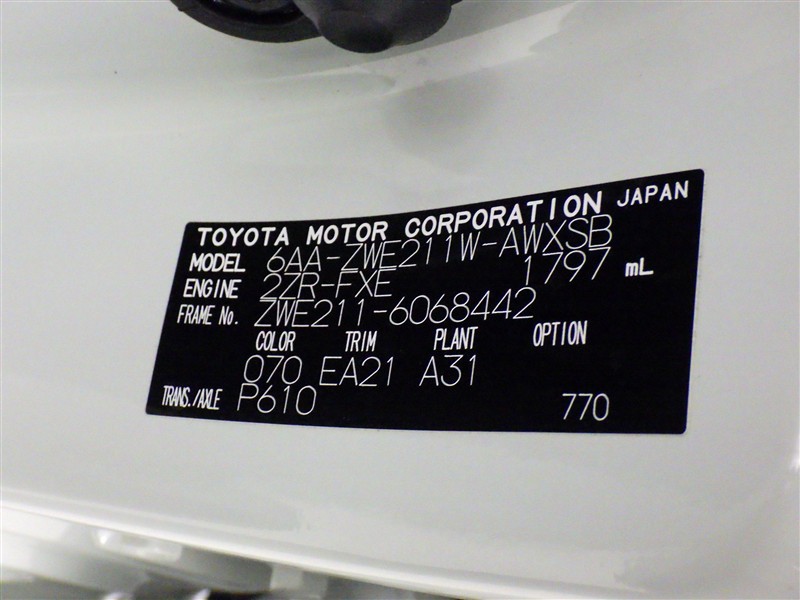 TOYOTA MOTOR CORPORATION JAPAN
MODEL 6AA-ZWE211W-AWXSB
ENGINE 2ZR-FXE 1797 mL
FRAME No. ZWE211-6068442
COLOR TRIM PLANT OPTION
070 EA21 A31
TRANS./AXLE P610 770